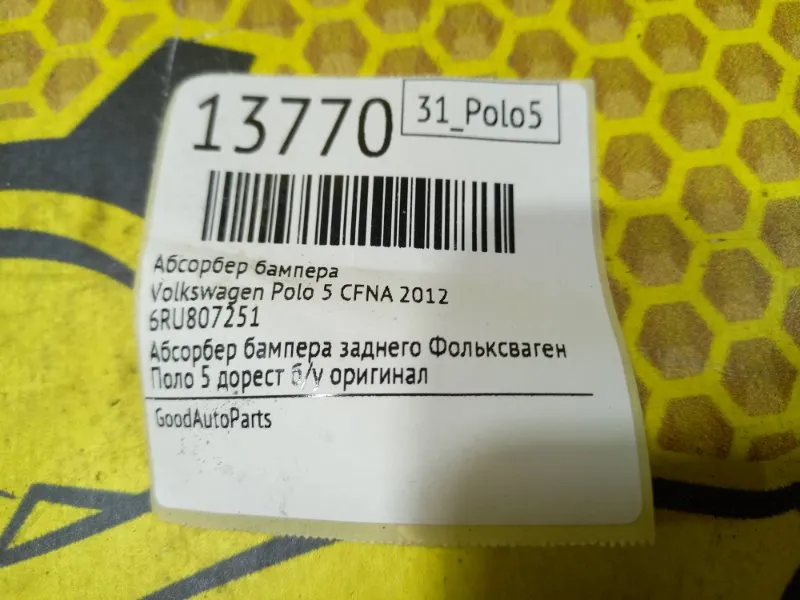 13770
31_Polo5
Абсорбер бампера
Volkswagen Polo 5 CFNA 2012
6RU807251
Абсорбер бампера заднего Фольксваген
Поло 5 дорест б/у оригинал
GoodAutoParts